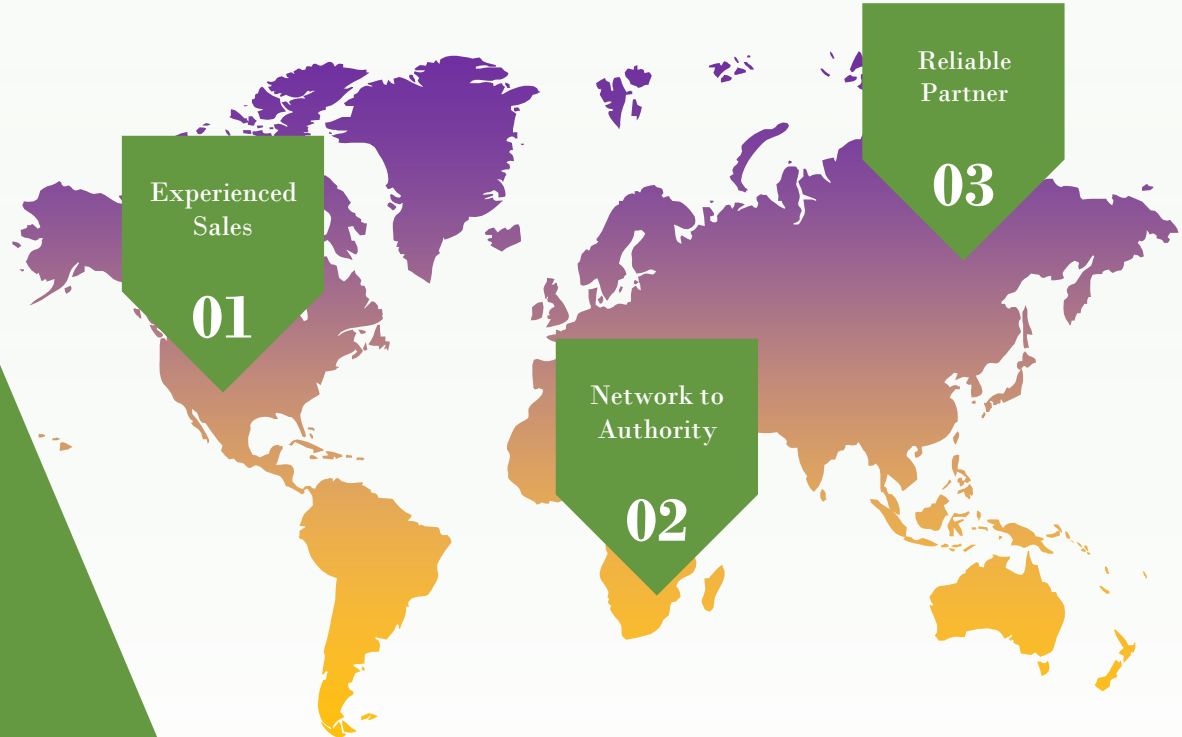 Experienced
Sales
01
Network to
Authority
02
Reliable
Partner
03